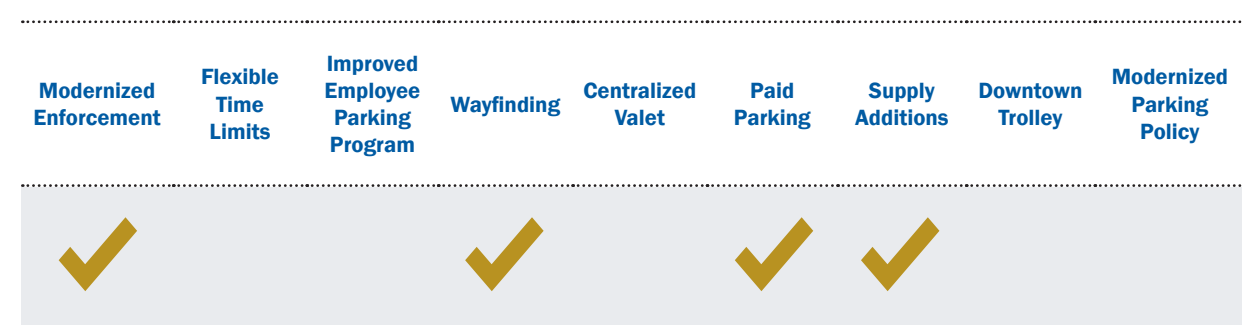 Modernized
Enforcement
Flexible
Time
Limits
Improved
Employee
Parking
Program
Wayfinding
Centralized
Valet
Paid
Parking
Supply
Additions
Downtown
Trolley
Modernized
Parking
Policy